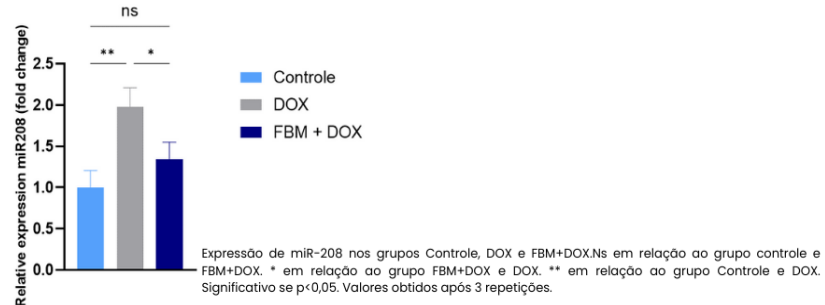 ns
** *
Relative expression miR208 (fold change)
2.5
2.0
1.5
1.0
0.5
0.0
Controle
DOX
FBM + DOX
Expressão de miR-208 nos grupos Controle, DOX e FBM+DOX.Ns em relação ao grupo controle e
FBM+DOX. * em relação ao grupo FBM+DOX e DOX. ** em relação ao grupo Controle e DOX.
Significativo se p<0,05. Valores obtidos após 3 repetições.